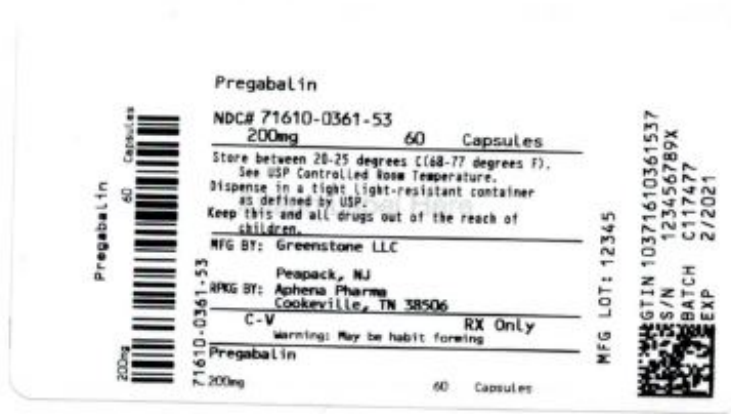 Pregabalin
60 Capsules
200mg
71610-0361-53
Pregabalin
NDC# 71610-0361-53
200mg 60 Capsules
Store between 20-25 degrees C(68-77 degrees F).
See USP Controlled Room Temperature.
Dispense in a tight light-resistant container
as defined by USP.
Keep this and all drugs out of the reach of
children.
MFG BY: Greenstone LLC
Peapack, NJ
RPKG BY: Aphena Pharma
Cookeville, TN 38506
C-V RX Only
Warning: May be habit forming
Pregabalin
200mg 60 Capsules
MFG LOT: 12345
GTIN 10371610361537
S/N 123456789X
BATCH C117477
EXP 2/2021